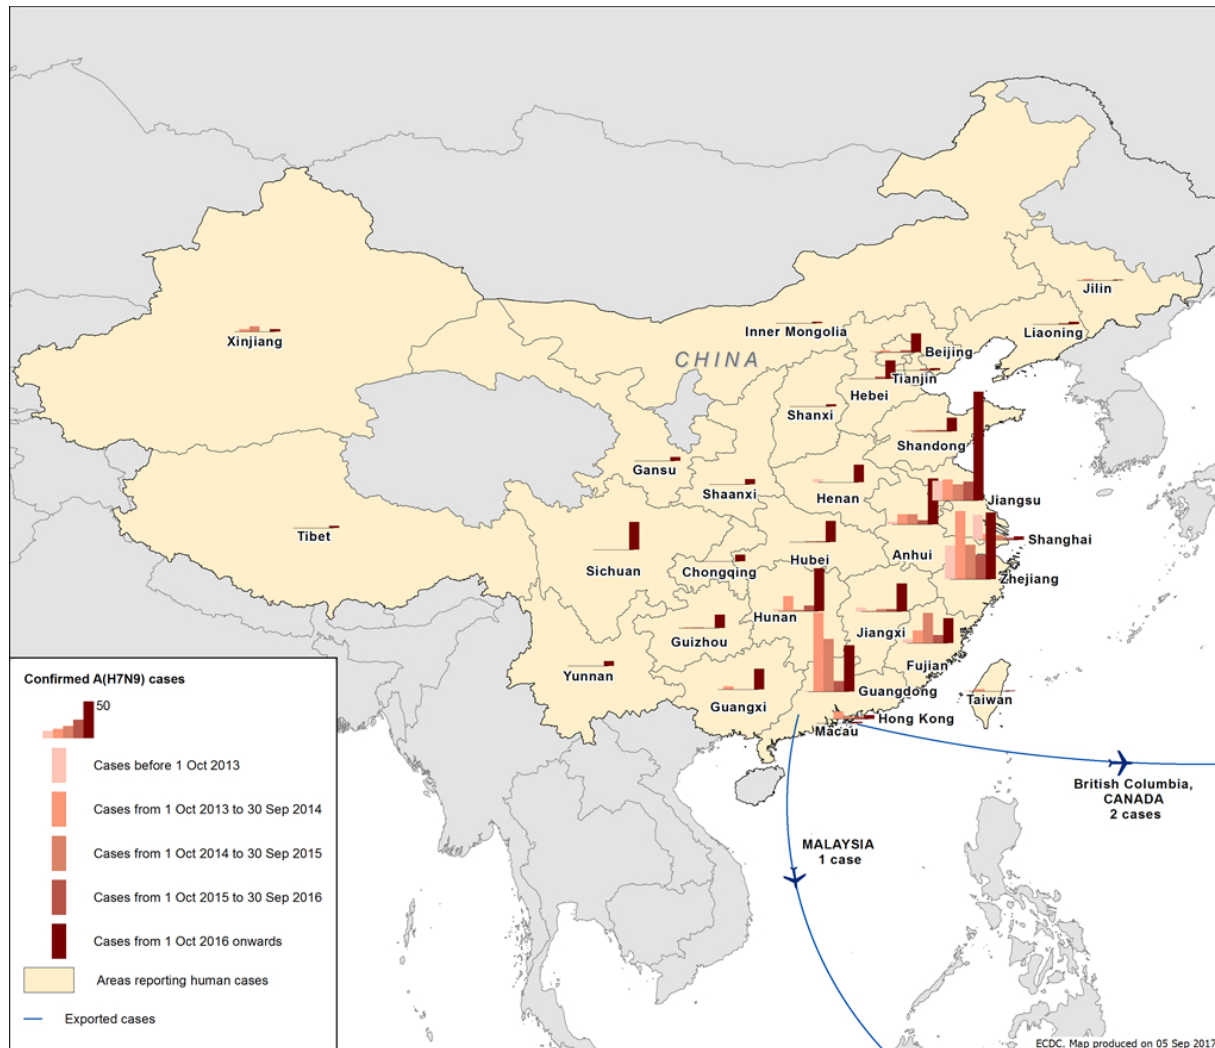 Jilin
Inner Mongolia
Liaoning
Xinjiang
Beijing
CHINA
Tianjin
Hebei
Shanxi
Shandong
Gansu
Shaanxi
Henan
Jiangsu
Tibet
Shanghai
Anhui
Hubei
Sichuan
Chongqing
Zhejiang
Hunan
Jiangxi
Guizhou
Fujian
Yunnan
Guangdong
Guangxi
Taiwan
Hong Kong
Macau
British Columbia,
CANADA
2 cases
MALAYSIA
1 case
Confirmed A(H7N9) cases
50
Cases before 1 Oct 2013
Cases from 1 Oct 2013 to 30 Sep 2014
Cases from 1 Oct 2014 to 30 Sep 2015
Cases from 1 Oct 2015 to 30 Sep 2016
Cases from 1 Oct 2016 onwards
Areas reporting human cases
Exported cases
ECDC. Map produced on 05 Sep 2017